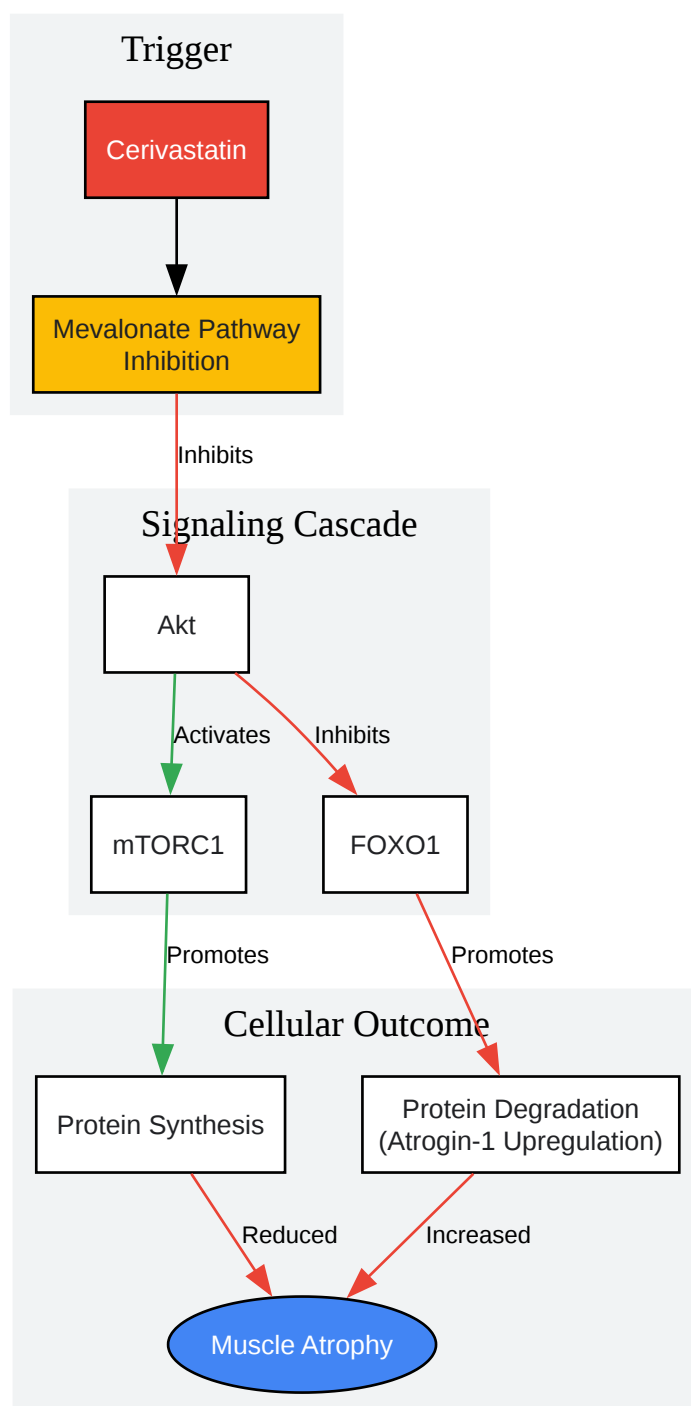 Trigger
Cerivastatin
Mevalonate Pathway
Inhibition
Inhibits
Signaling Cascade
Akt
Activates
Inhibits
mTORC1
FOXO1
Promotes
Promotes
Cellular Outcome
Protein Synthesis
Protein Degradation
(Atrogin-1 Upregulation)
Reduced
Increased
Muscle Atrophy